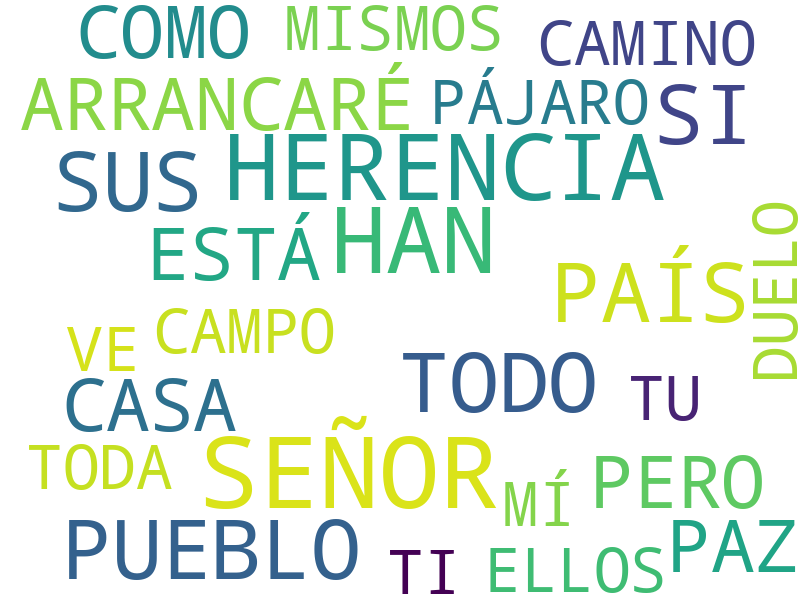 COMO MISMOS CAMINO
ARRANCARÉ PÁJARO SI
SUS HERENCIA
ESTÁ HAN
PAÍS DUELO
VE CAMPO
CASA TODO TU
TODA SEÑOR MÍ PERO
PUEBLO TI ELLOS PAZ